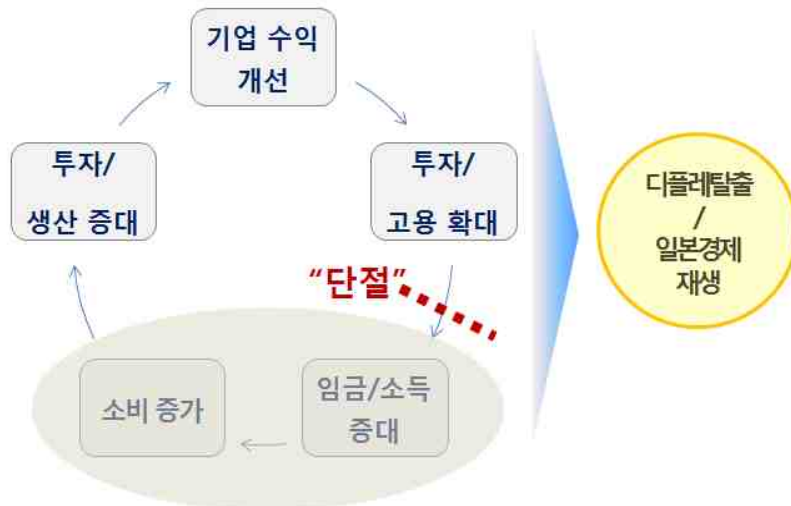 기업 수익
개선
투자/
생산 증대
투자/
고용 확대
“단절”
소비 증가
임금/소득
증대
디플레탈출
/
일본경제
재생